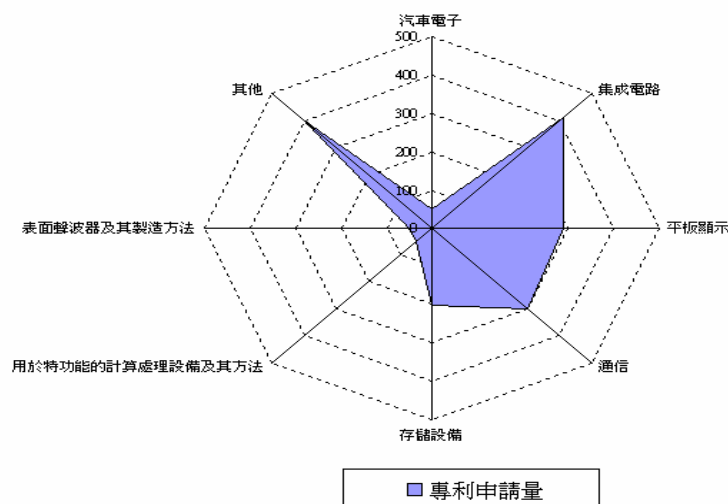 汽車電子
500
400
其他
集成電路
300
200
100
表面聲波器及其製造方法
0
平板顯示
用於特功能的計算處理設備及其方法
通信
存儲設備
專利申請量